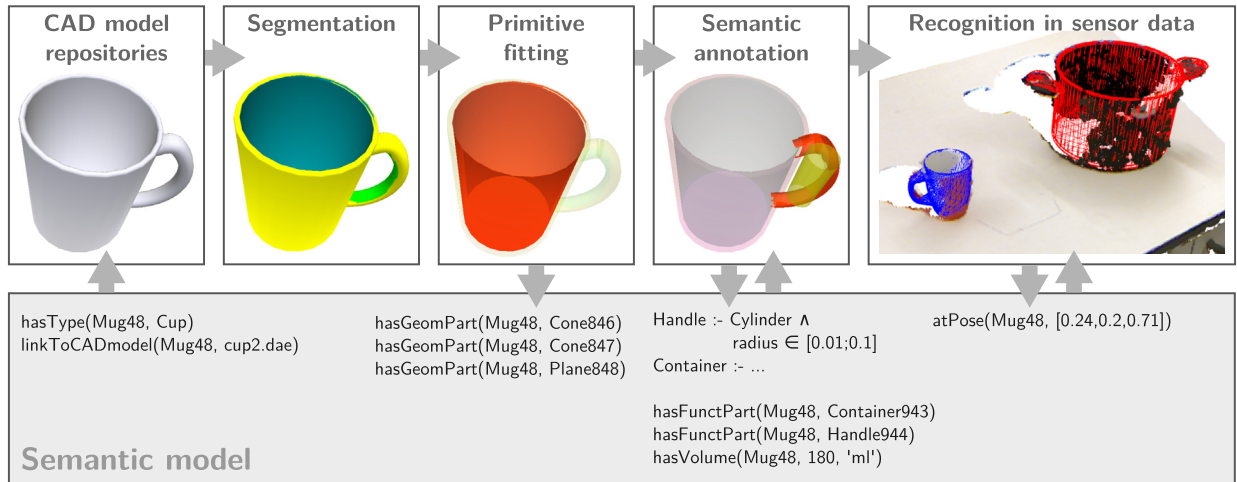 CAD model
repositories
Segmentation
Primitive
fitting
Semantic
annotation
Recognition in sensor data
hasType(Mug48, Cup)
linkToCADmodel(Mug48, cup2.dae)
hasGeomPart(Mug48, Cone846)
hasGeomPart(Mug48, Cone847)
hasGeomPart(Mug48, Plane848)
Handle :- Cylinder ∧
radius ∈ [0.01;0.1]
Container :- ...
hasFunctPart(Mug48, Container943)
hasFunctPart(Mug48, Handle944)
hasVolume(Mug48, 180, 'ml')
atPose(Mug48, [0.24,0.2,0.71])
Semantic model